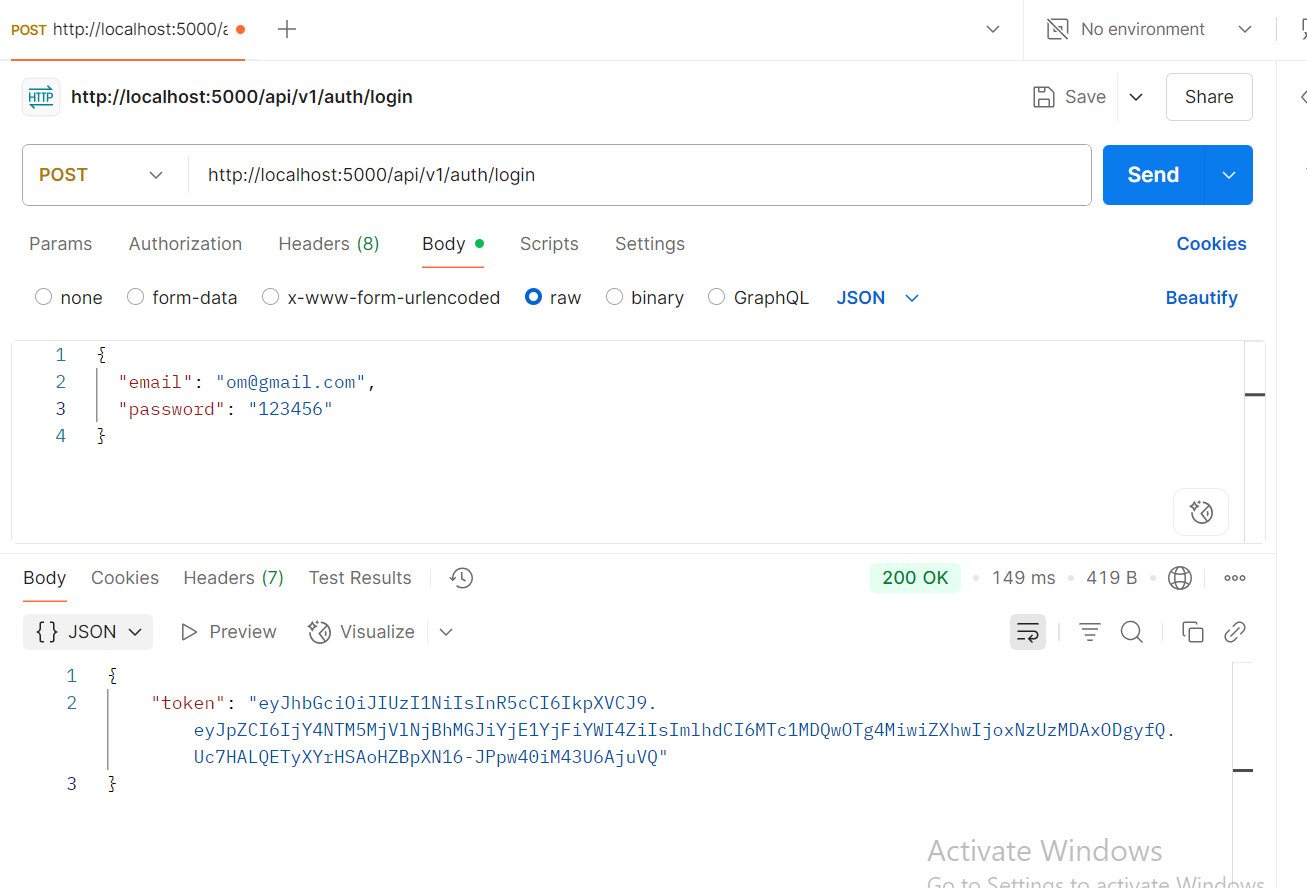 POST http://localhost:5000/a
No environment
HTTP http://localhost:5000/api/v1/auth/login
Save
Share
POST
http://localhost:5000/api/v1/auth/login
Send
Params Authorization Headers (8) Body Scripts Settings
Cookies
none form-data x-www-form-urlencoded raw binary GraphQL JSON
Beautify
1 {
2 "email": "om@gmail.com",
3 "password": "123456"
4 }
Body Cookies Headers (7) Test Results
200 OK • 149 ms • 419 B
{} JSON Preview Visualize
1 {
2 "token": "eyJhbGciOiJIUzI1NiIsInR5cCI6IkpXVCJ9.
eyJpZCI6IjY4NTM5MjVlNjBhMGJiYjE1YjFiYWI4ZiIsImlhdCI6MTc1MDQwOTg4MiwiZXhwIjoxNzUzMDAxODgyfQ.
Uc7HALQETyXYrHSAoHZBpXN16-JPpw40iM43U6AjuVQ"
3 }
Activate Windows
Go to Settings to activate Windows